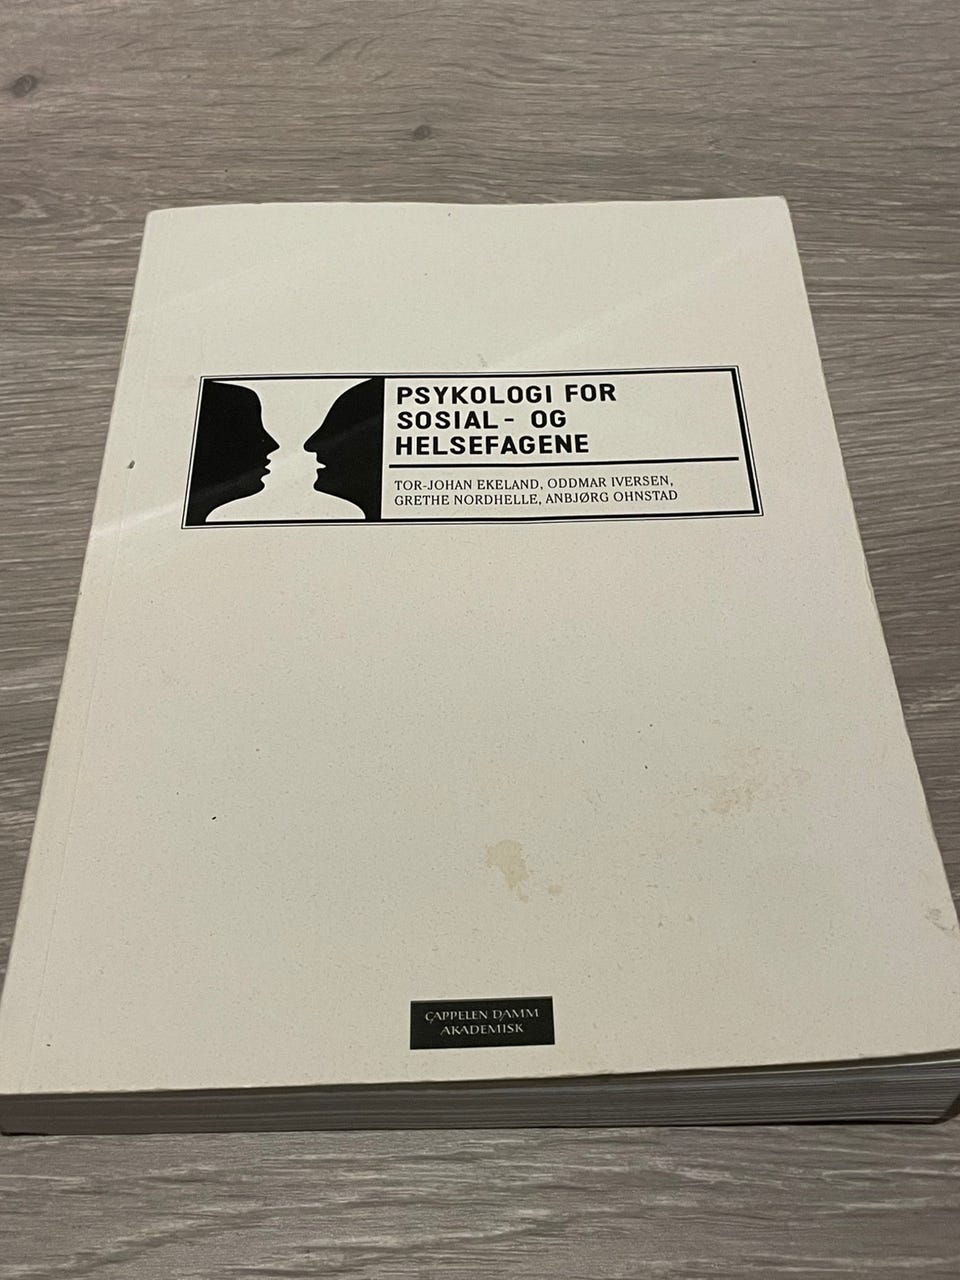 PSYKOLOGI FOR
SOSIAL- OG
HELSEFAGENE
TOR-JOHAN EKELAND, ODDMAR IVERSEN,
GRETHE NORDHELLE, ANBJØRG OHNSTAD
CAPPELEN DAMM
AKADEMISK